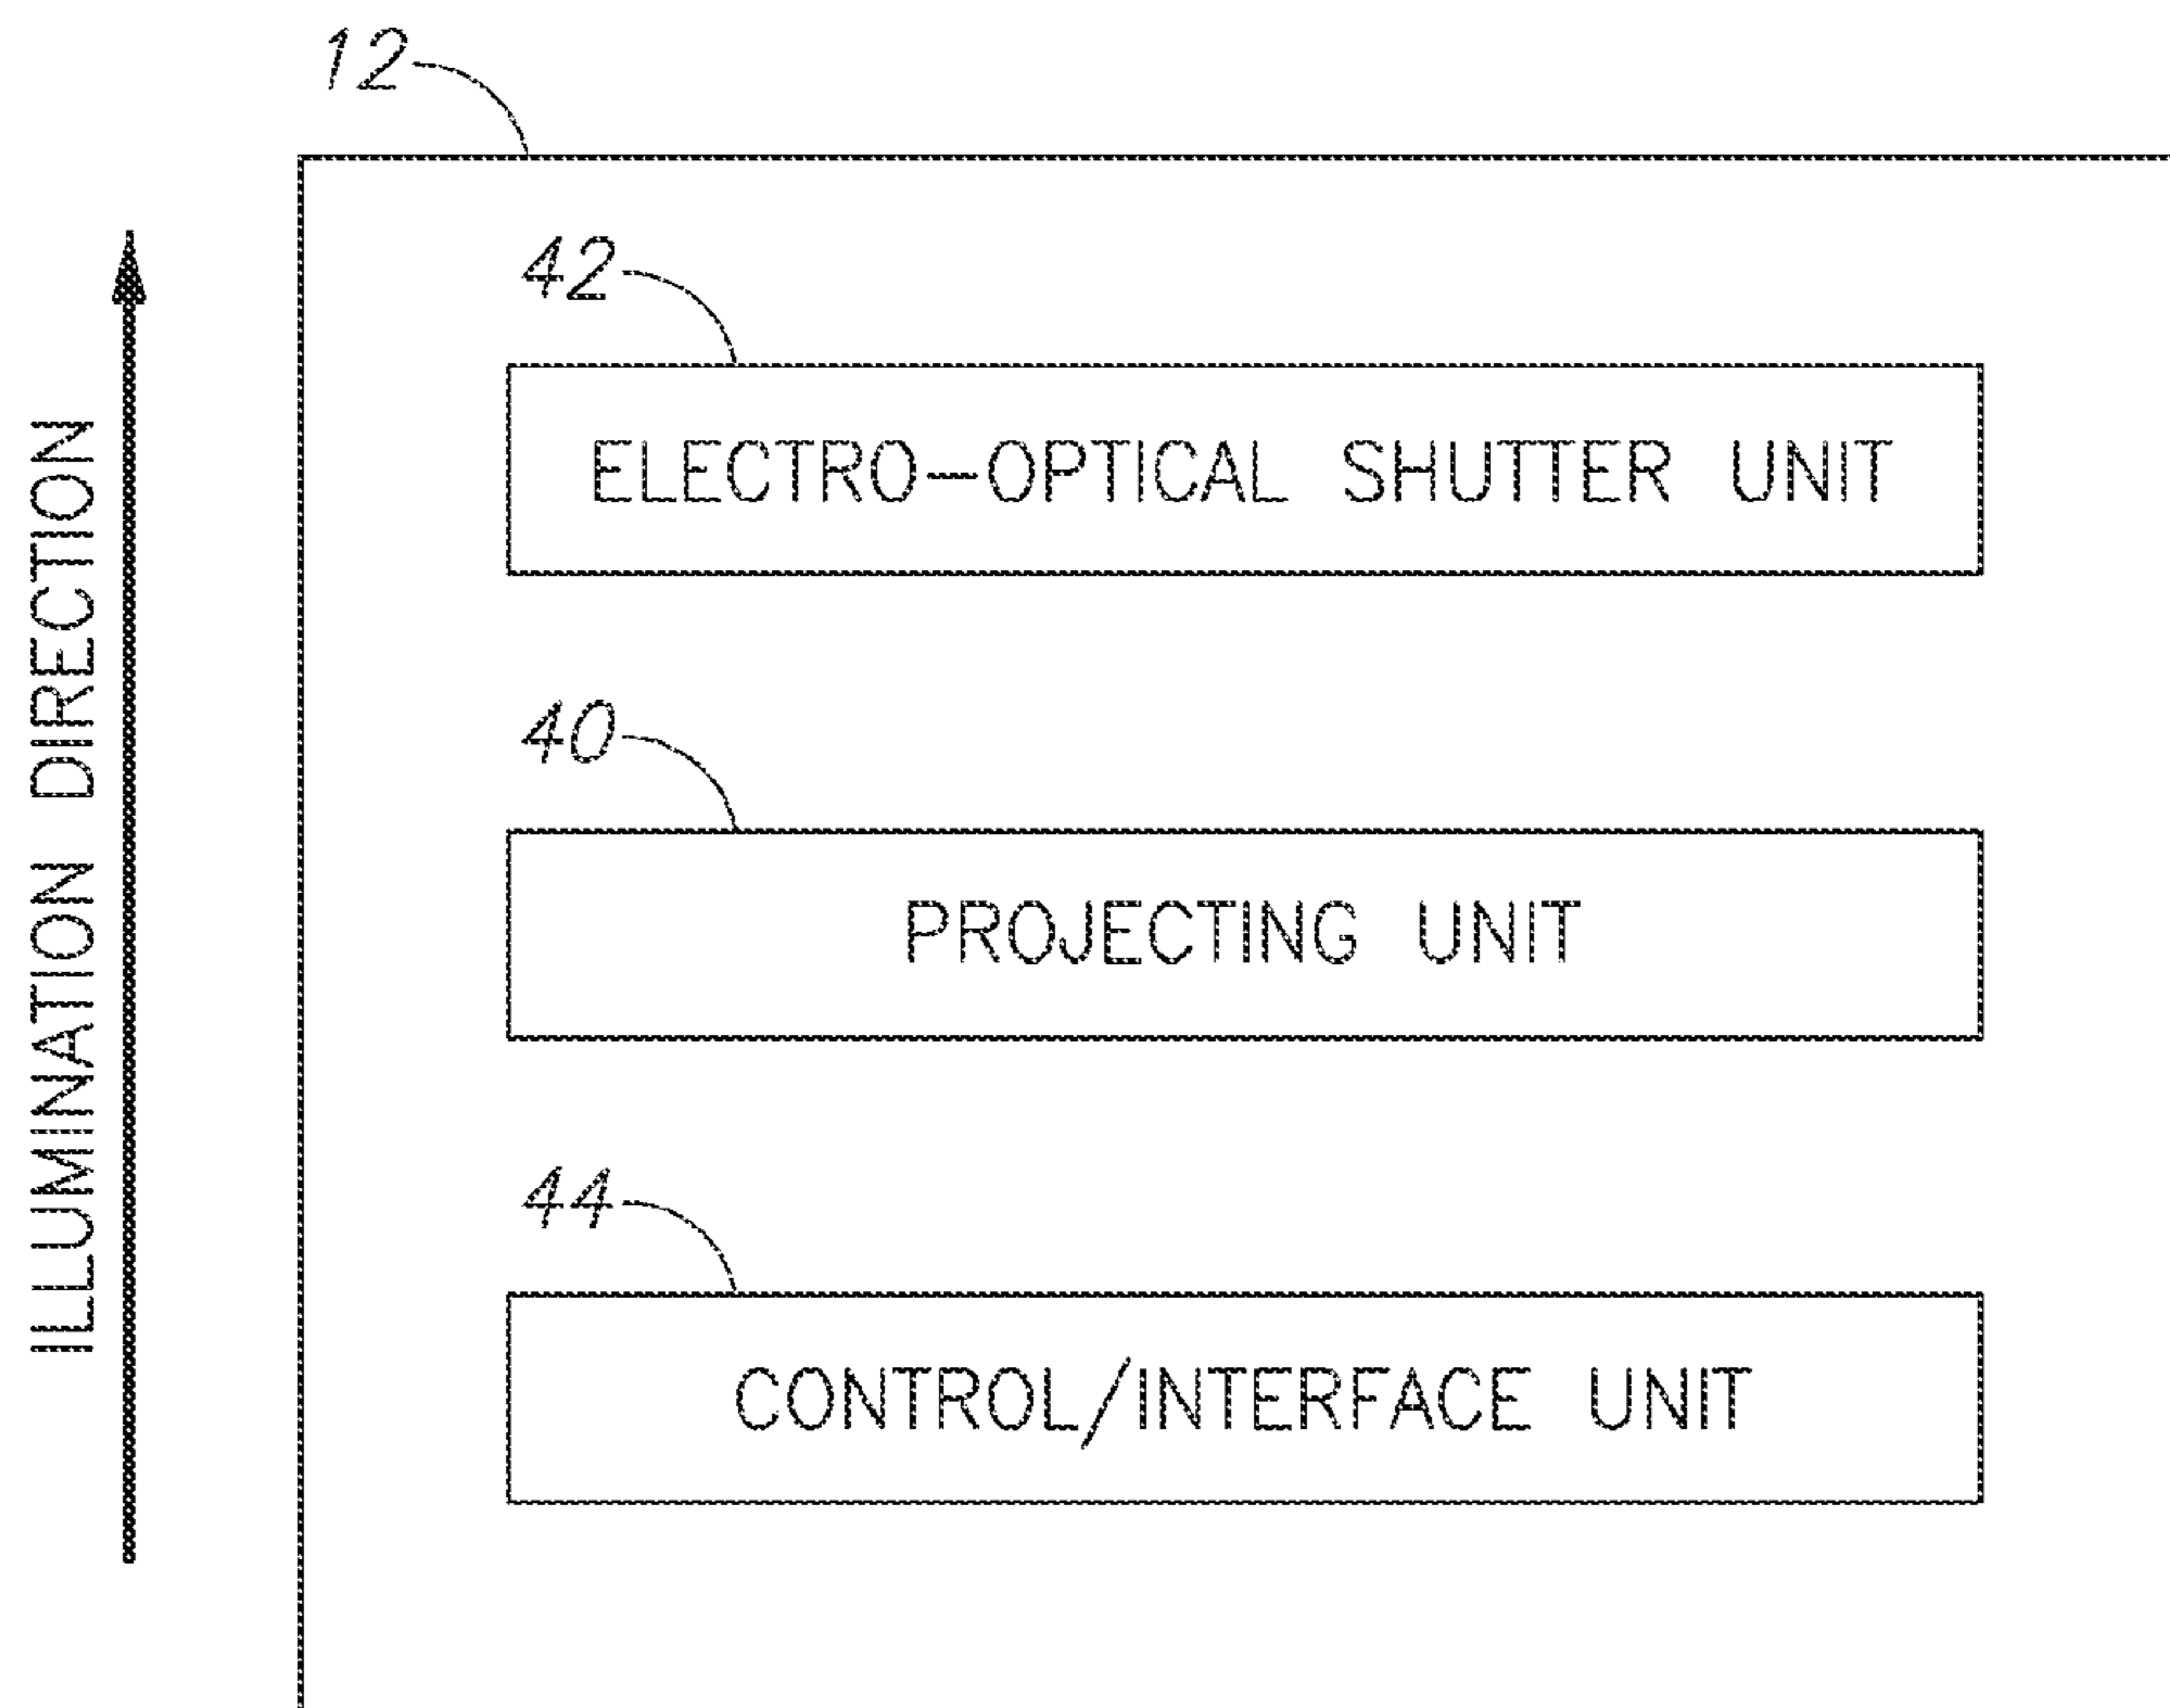 12
42
ELECTRO-OPTICAL SHUTTER UNIT
40
PROJECTING UNIT
44
CONTROL/INTERFACE UNIT
ILLUMINATION DIRECTION